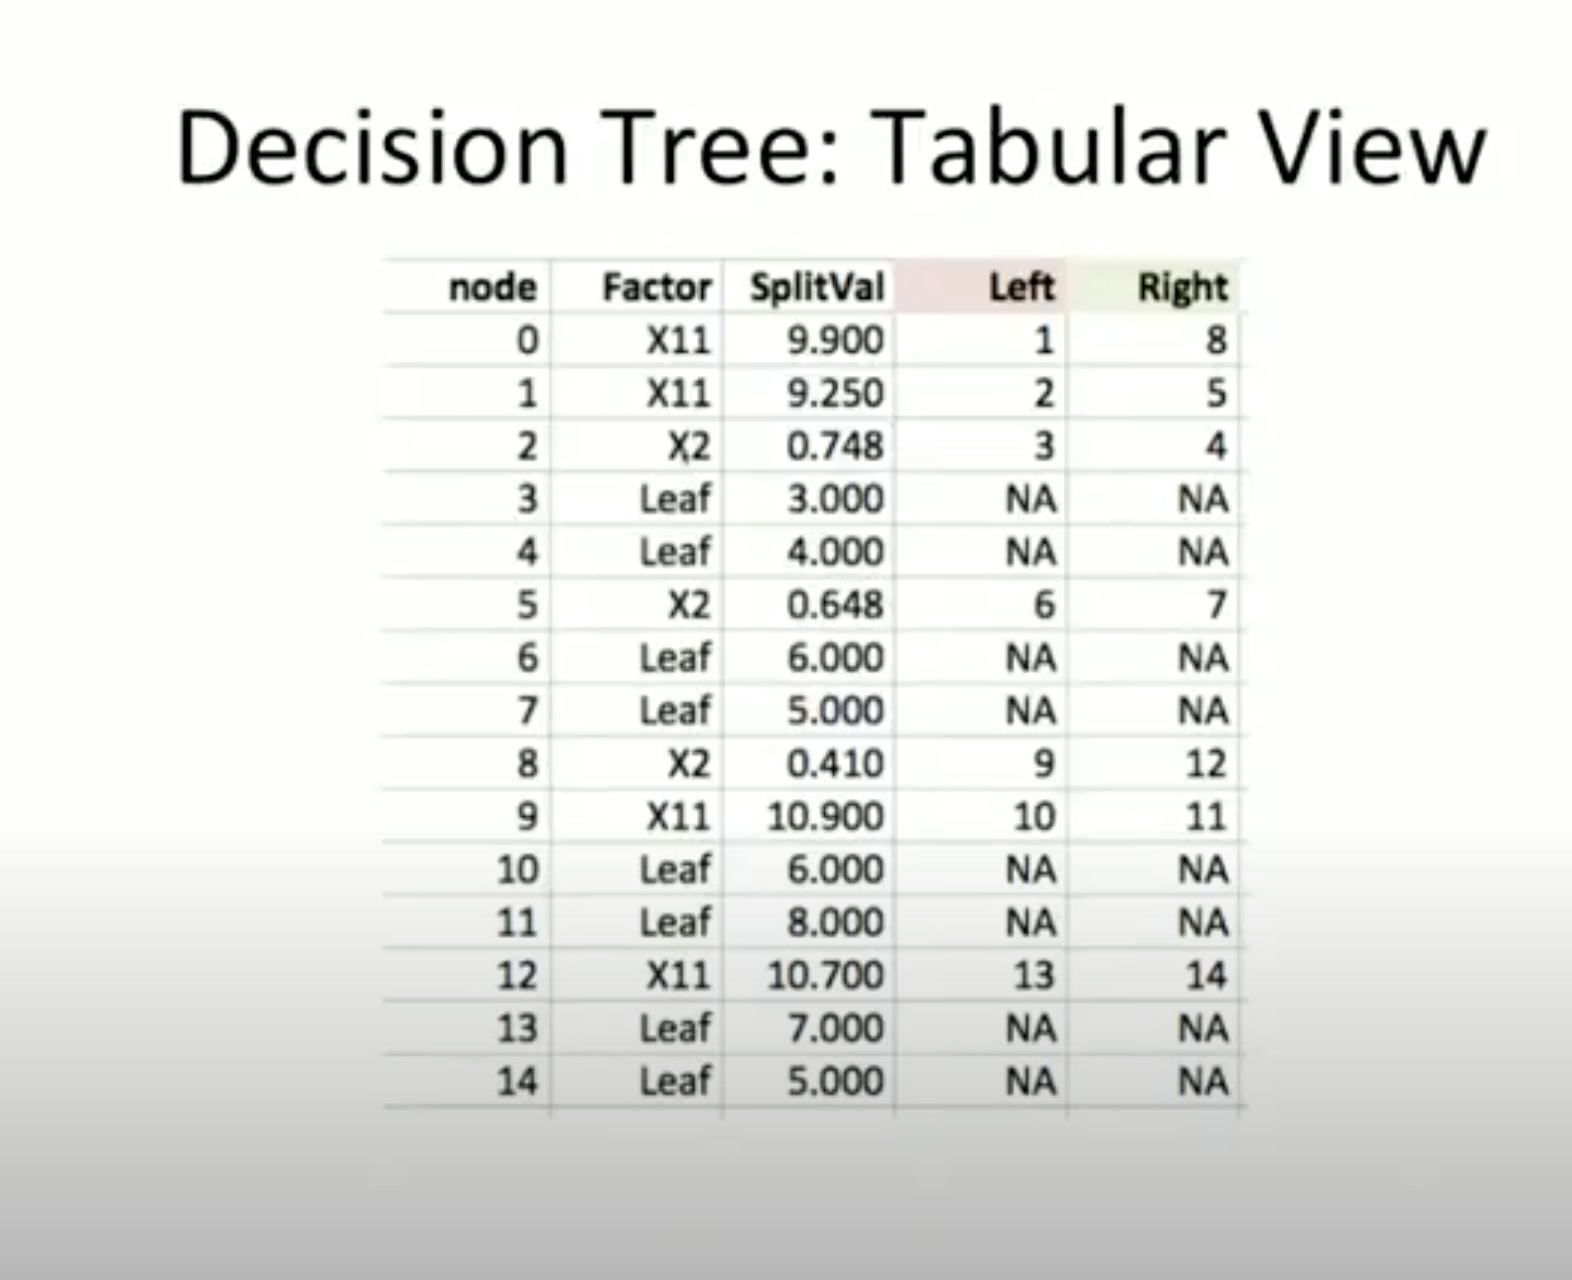 Decision Tree: Tabular View
node Factor SplitVal Left Right
0 X11 9.900 1 8
1 X11 9.250 2 5
2 X2 0.748 3 4
3 Leaf 3.000 NA NA
4 Leaf 4.000 NA NA
5 X2 0.648 6 7
6 Leaf 6.000 NA NA
7 Leaf 5.000 NA NA
8 X2 0.410 9 12
9 X11 10.900 10 11
10 Leaf 6.000 NA NA
11 Leaf 8.000 NA NA
12 X11 10.700 13 14
13 Leaf 7.000 NA NA
14 Leaf 5.000 NA NA